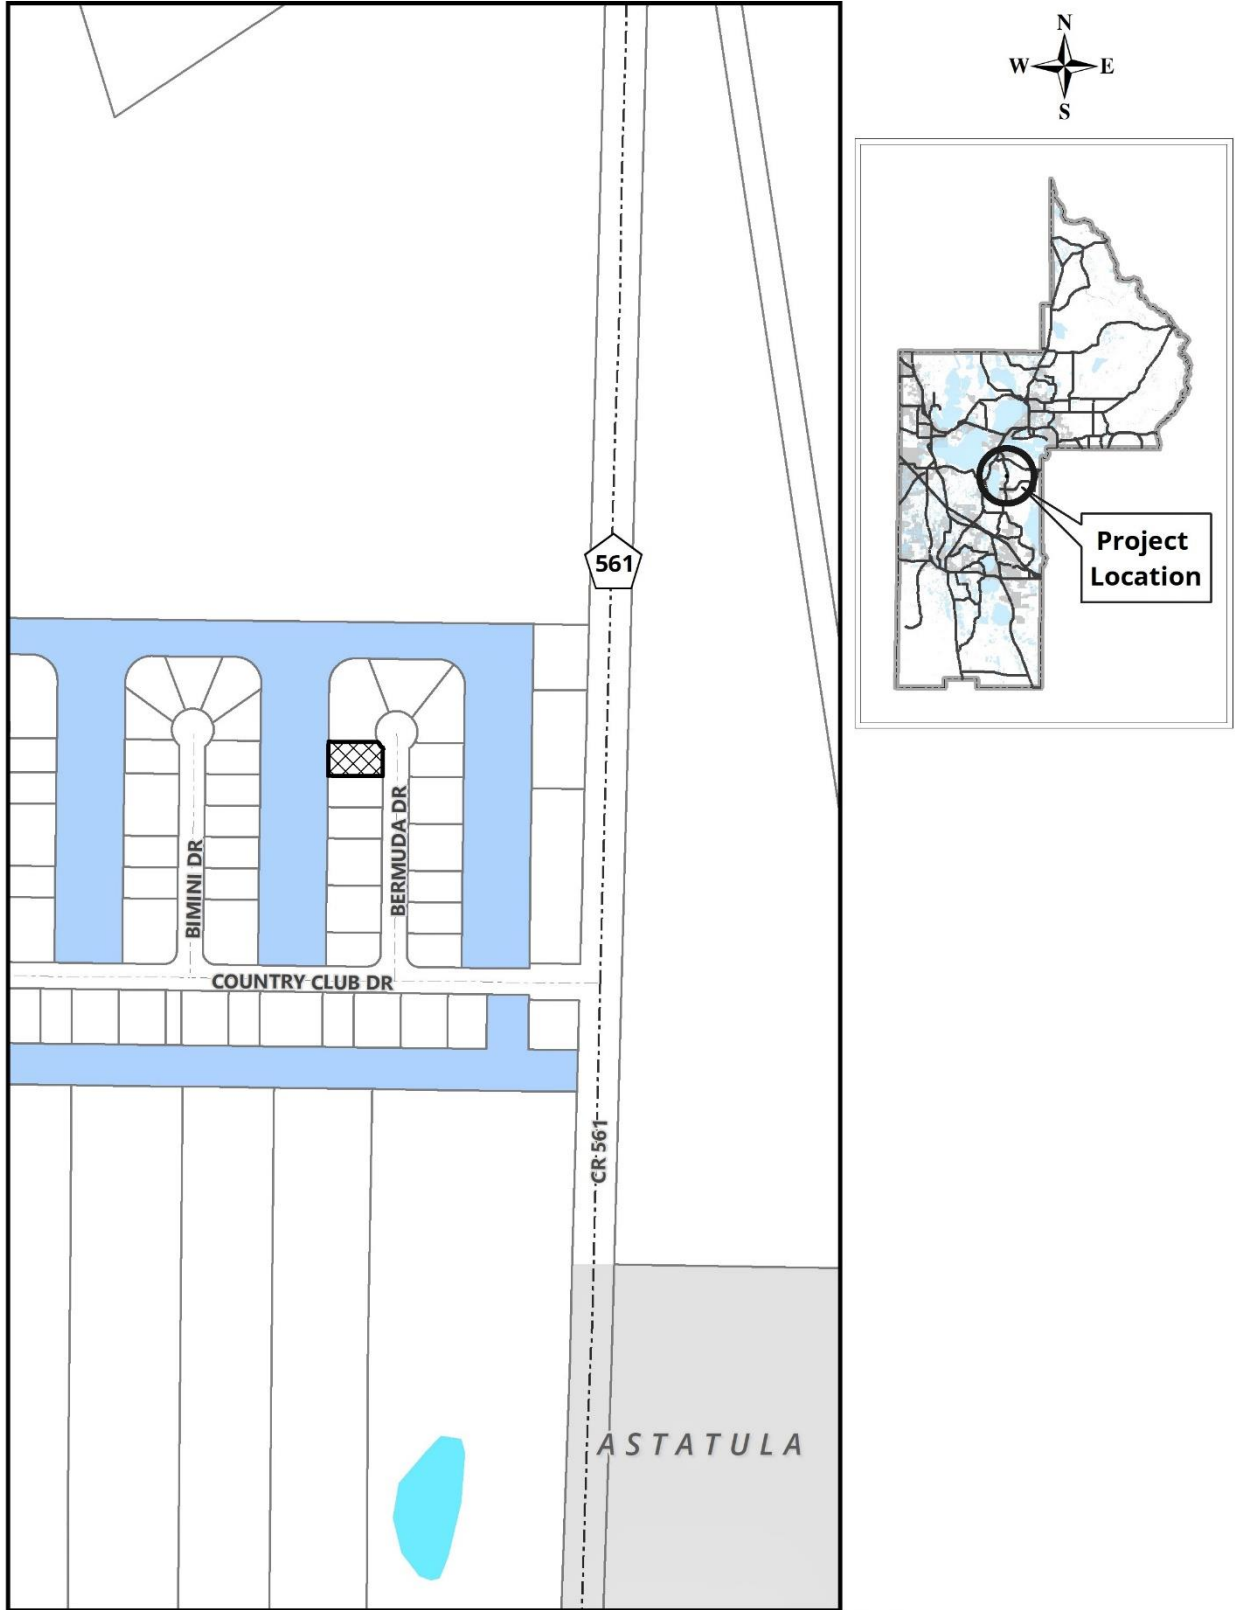 N
W E
S
561
Project
Location
BIMINI DR
BERMUDA DR
COUNTRY CLUB DR
CR 561
ASTATULA